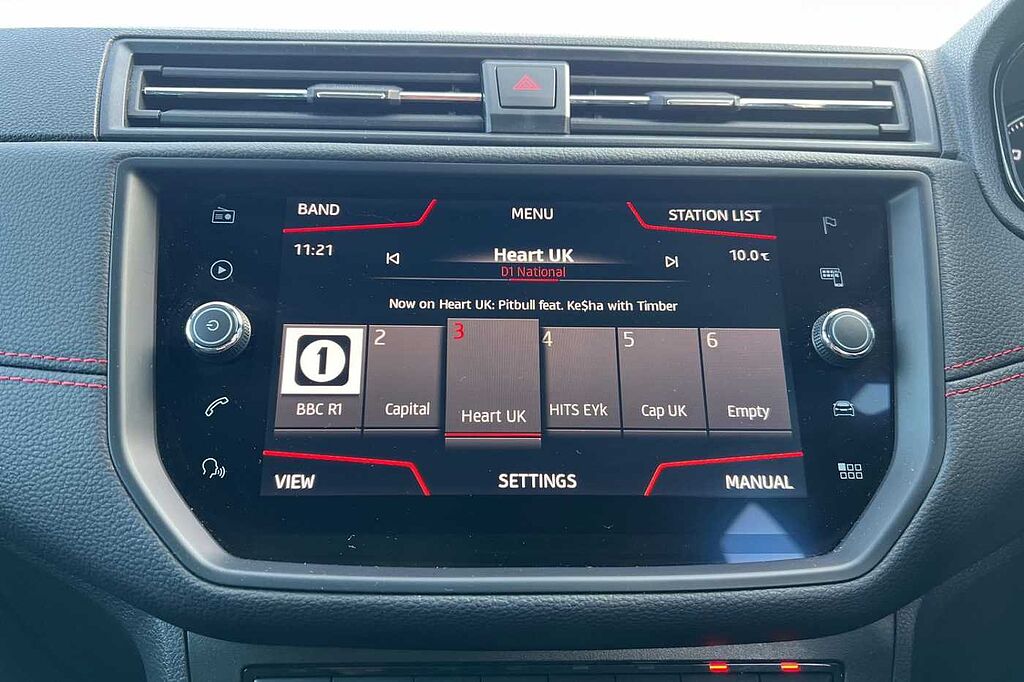 BAND MENU STATION LIST
11:21 Heart UK 10.0℃
D1 National
Now on Heart UK: Pitbull feat. Ke$ha with Timber
1 2 3 4 5 6
BBC R1 Capital Heart UK HITS EYk Cap UK Empty
VIEW SETTINGS MANUAL